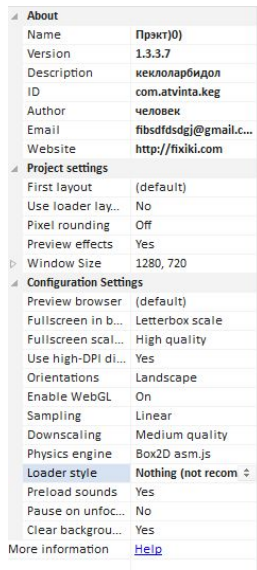 About
Name Прэкт)0)
Version 1.3.3.7
Description кеклоларбидол
ID com.atvinta.keg
Author человек
Email fibsdfdsdgj@gmail.c...
Website http://fixiki.com
Project settings
First layout (default)
Use loader lay... No
Pixel rounding Off
Preview effects Yes
Window Size 1280, 720
Configuration Settings
Preview browser (default)
Fullscreen in b... Letterbox scale
Fullscreen scal... High quality
Use high-DPI di... Yes
Orientations Landscape
Enable WebGL On
Sampling Linear
Downscaling Medium quality
Physics engine Box2D asm.js
Loader style Nothing (not recom
Preload sounds Yes
Pause on unfoc... No
Clear backgrou... Yes
More information Help